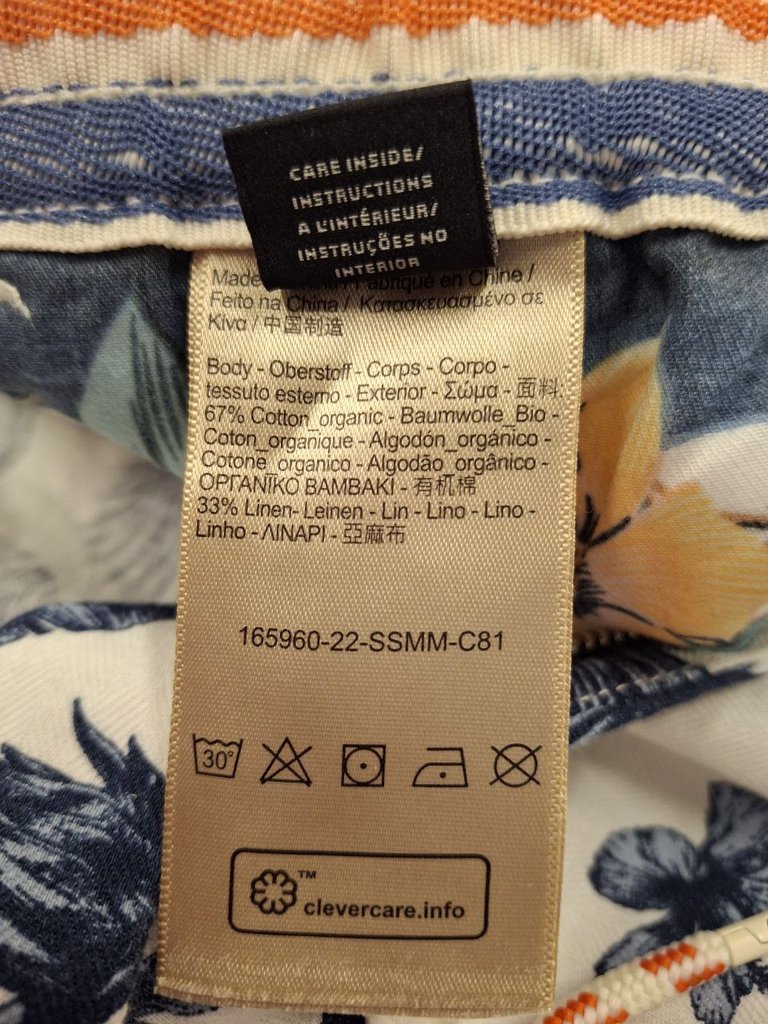 CARE INSIDE/
INSTRUCTIONS
A L'INTÉRIEUR/
INSTRUÇÕES NO
INTERIOR
Made Fabriqué en Chine /
Feito na China / Κατασκευασμένο σε
Κίνα / 中国制造
Body - Oberstoff - Corps - Corpo -
tessuto esterno - Exterior - Σώμα - 面料:
67% Cotton_organic - Baumwolle_Bio -
Coton_organique - Algodón_orgánico -
Cotone_organico - Algodão_orgânico -
ΟΡΓΑΝΪΚΟ ΒΑΜΒΑΚΙ - 有机棉
33% Linen- Leinen - Lin - Lino - Lino -
Linho - ΛΙΝΑΡΙ - 亞麻布
165960-22-SSMM-C81
30°
™
clevercare.info